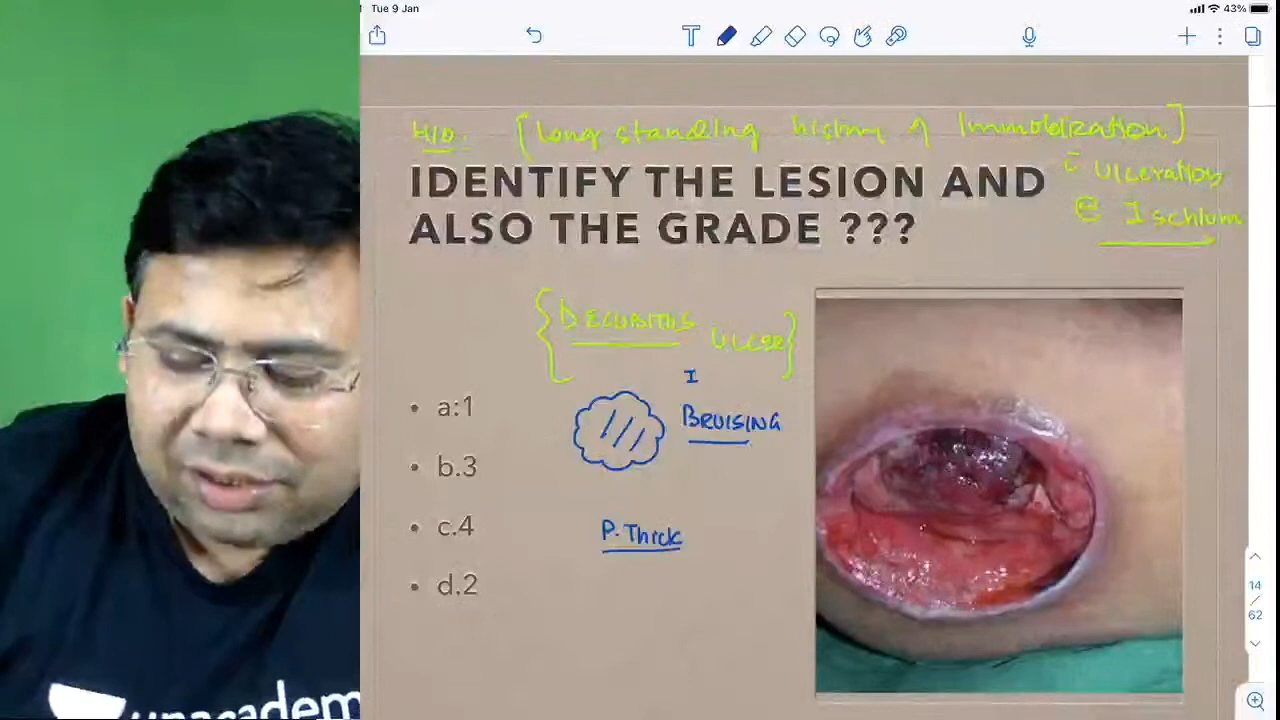 Tue 9 Jan
43%
H/O. [Long standing history of Immobilization]
IDENTIFY THE LESION AND
c Ulceration
@ Ischium
ALSO THE GRADE ???
{DECUBITUS ULCER}
I
BRUISING
• a:1
• b.3
P. Thick
• c.4
• d.2
14
/
62
unacadem